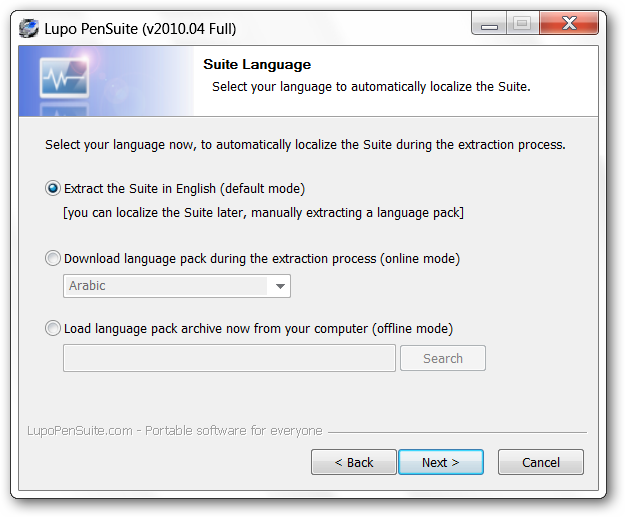 Lupo PenSuite (v2010.04 Full)
Suite Language
Select your language to automatically localize the Suite.
Select your language now, to automatically localize the Suite during the extraction process.
Extract the Suite in English (default mode)
[you can localize the Suite later, manually extracting a language pack]
Download language pack during the extraction process (online mode)
Arabic
Load language pack archive now from your computer (offline mode)
Search
LupoPenSuite.com - Portable software for everyone
< Back Next > Cancel